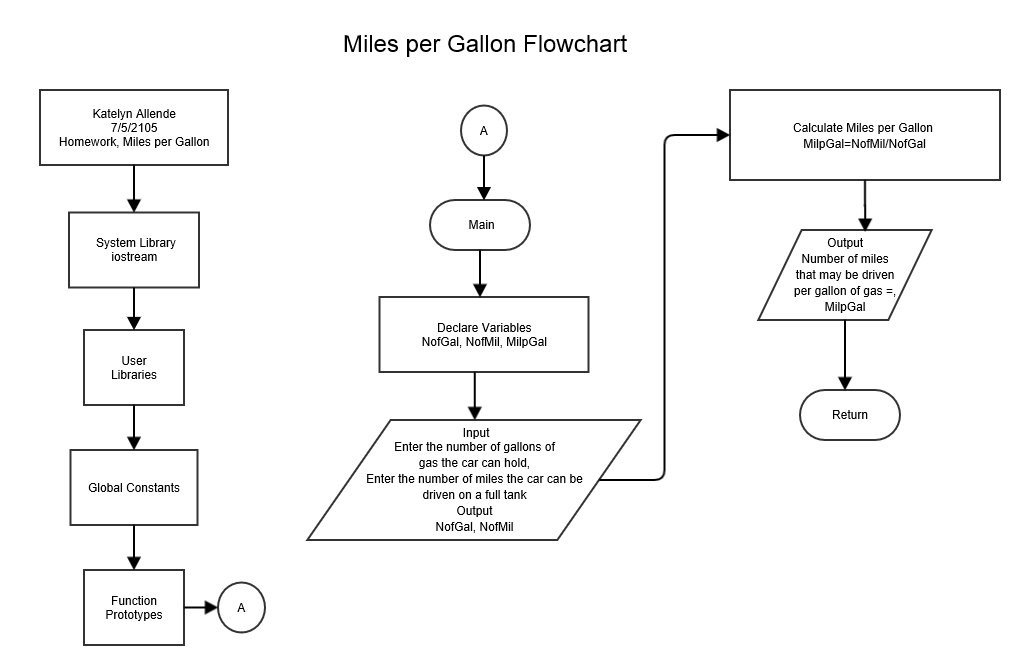 Miles per Gallon Flowchart
Katelyn Allende
7/5/2105
Homework, Miles per Gallon
System Library
iostream
User
Libraries
Global Constants
Function
Prototypes
A
A
Main
Declare Variables
NofGal, NofMil, MilpGal
Input
Enter the number of gallons of
gas the car can hold,
Enter the number of miles the car can be
driven on a full tank
Output
NofGal, NofMil
Calculate Miles per Gallon
MilpGal=NofMil/NofGal
Output
Number of miles
that may be driven
per gallon of gas =,
MilpGal
Return